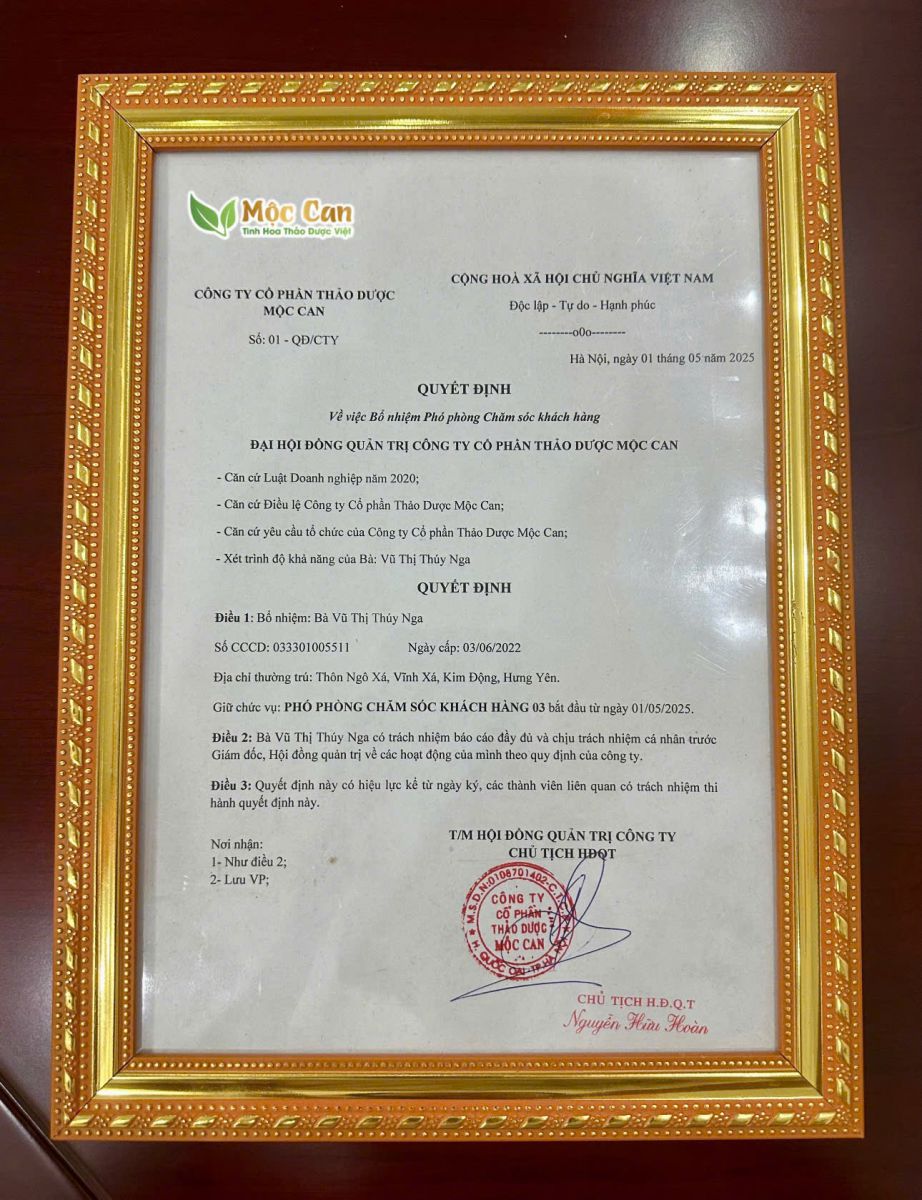 Mộc Can
Tinh Hoa Thảo Dược Việt
CÔNG TY CỔ PHẦN THẢO DƯỢC
MỘC CAN
Số: 01 - QĐ/CTY
CỘNG HOÀ XÃ HỘI CHỦ NGHĨA VIỆT NAM
Độc lập - Tự do - Hạnh phúc
--------o0o--------
Hà Nội, ngày 01 tháng 05 năm 2025
QUYẾT ĐỊNH
Về việc Bổ nhiệm Phó phòng Chăm sóc khách hàng
ĐẠI HỘI ĐỒNG QUẢN TRỊ CÔNG TY CỔ PHẦN THẢO DƯỢC MỘC CAN
- Căn cứ Luật Doanh nghiệp năm 2020;
- Căn cứ Điều lệ Công ty Cổ phần Thảo Dược Mộc Can;
- Căn cứ yêu cầu tổ chức của Công ty Cổ phần Thảo Dược Mộc Can;
- Xét trình độ khả năng của Bà: Vũ Thị Thúy Nga
QUYẾT ĐỊNH
Điều 1: Bổ nhiệm: Bà Vũ Thị Thúy Nga
Số CCCD: 033301005511 Ngày cấp: 03/06/2022
Địa chỉ thường trú: Thôn Ngô Xá, Vĩnh Xá, Kim Động, Hưng Yên.
Giữ chức vụ: PHÓ PHÒNG CHĂM SÓC KHÁCH HÀNG 03 bắt đầu từ ngày 01/05/2025.
Điều 2: Bà Vũ Thị Thúy Nga có trách nhiệm báo cáo đầy đủ và chịu trách nhiệm cá nhân trước
Giám đốc, Hội đồng quản trị về các hoạt động của mình theo quy định của công ty.
Điều 3: Quyết định này có hiệu lực kể từ ngày ký, các thành viên liên quan có trách nhiệm thi
hành quyết định này.
Nơi nhận:
1- Như điều 2;
2- Lưu VP;
T/M HỘI ĐỒNG QUẢN TRỊ CÔNG TY
CHỦ TỊCH HĐQT
M.S.D.N:0106701402-C.T.C.P
CÔNG TY
CỔ PHẦN
THẢO DƯỢC
MỘC CAN
H. QUỐC OAI-TP.HÀ NỘI
CHỦ TỊCH H.Đ.Q.T
Nguyễn Hữu Hoàn